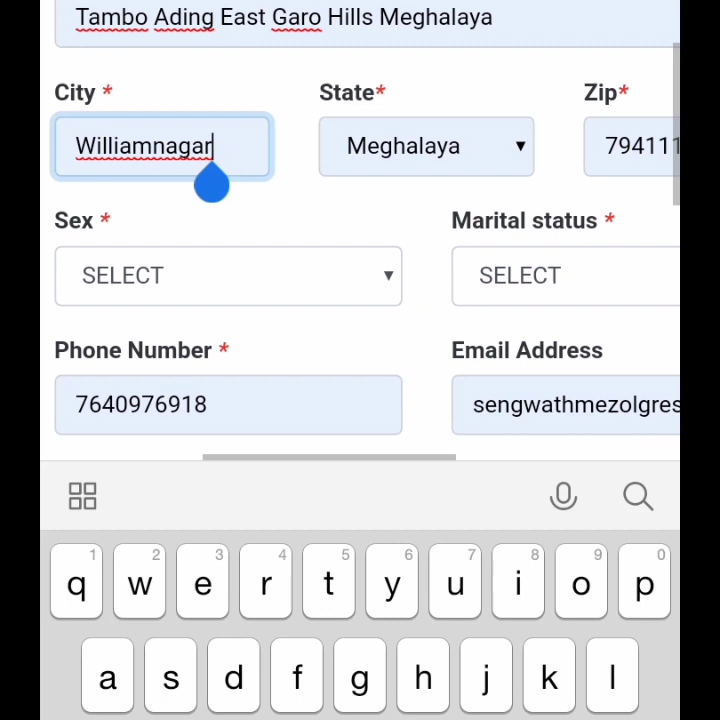 Tambo Ading East Garo Hills Meghalaya
City * State* Zip*
Williamnagar Meghalaya 794111
Sex * Marital status *
SELECT SELECT
Phone Number * Email Address
7640976918 sengwathmezolgres
1 2 3 4 5 6 7 8 9 0
q w e r t y u i o p
a s d f g h j k l